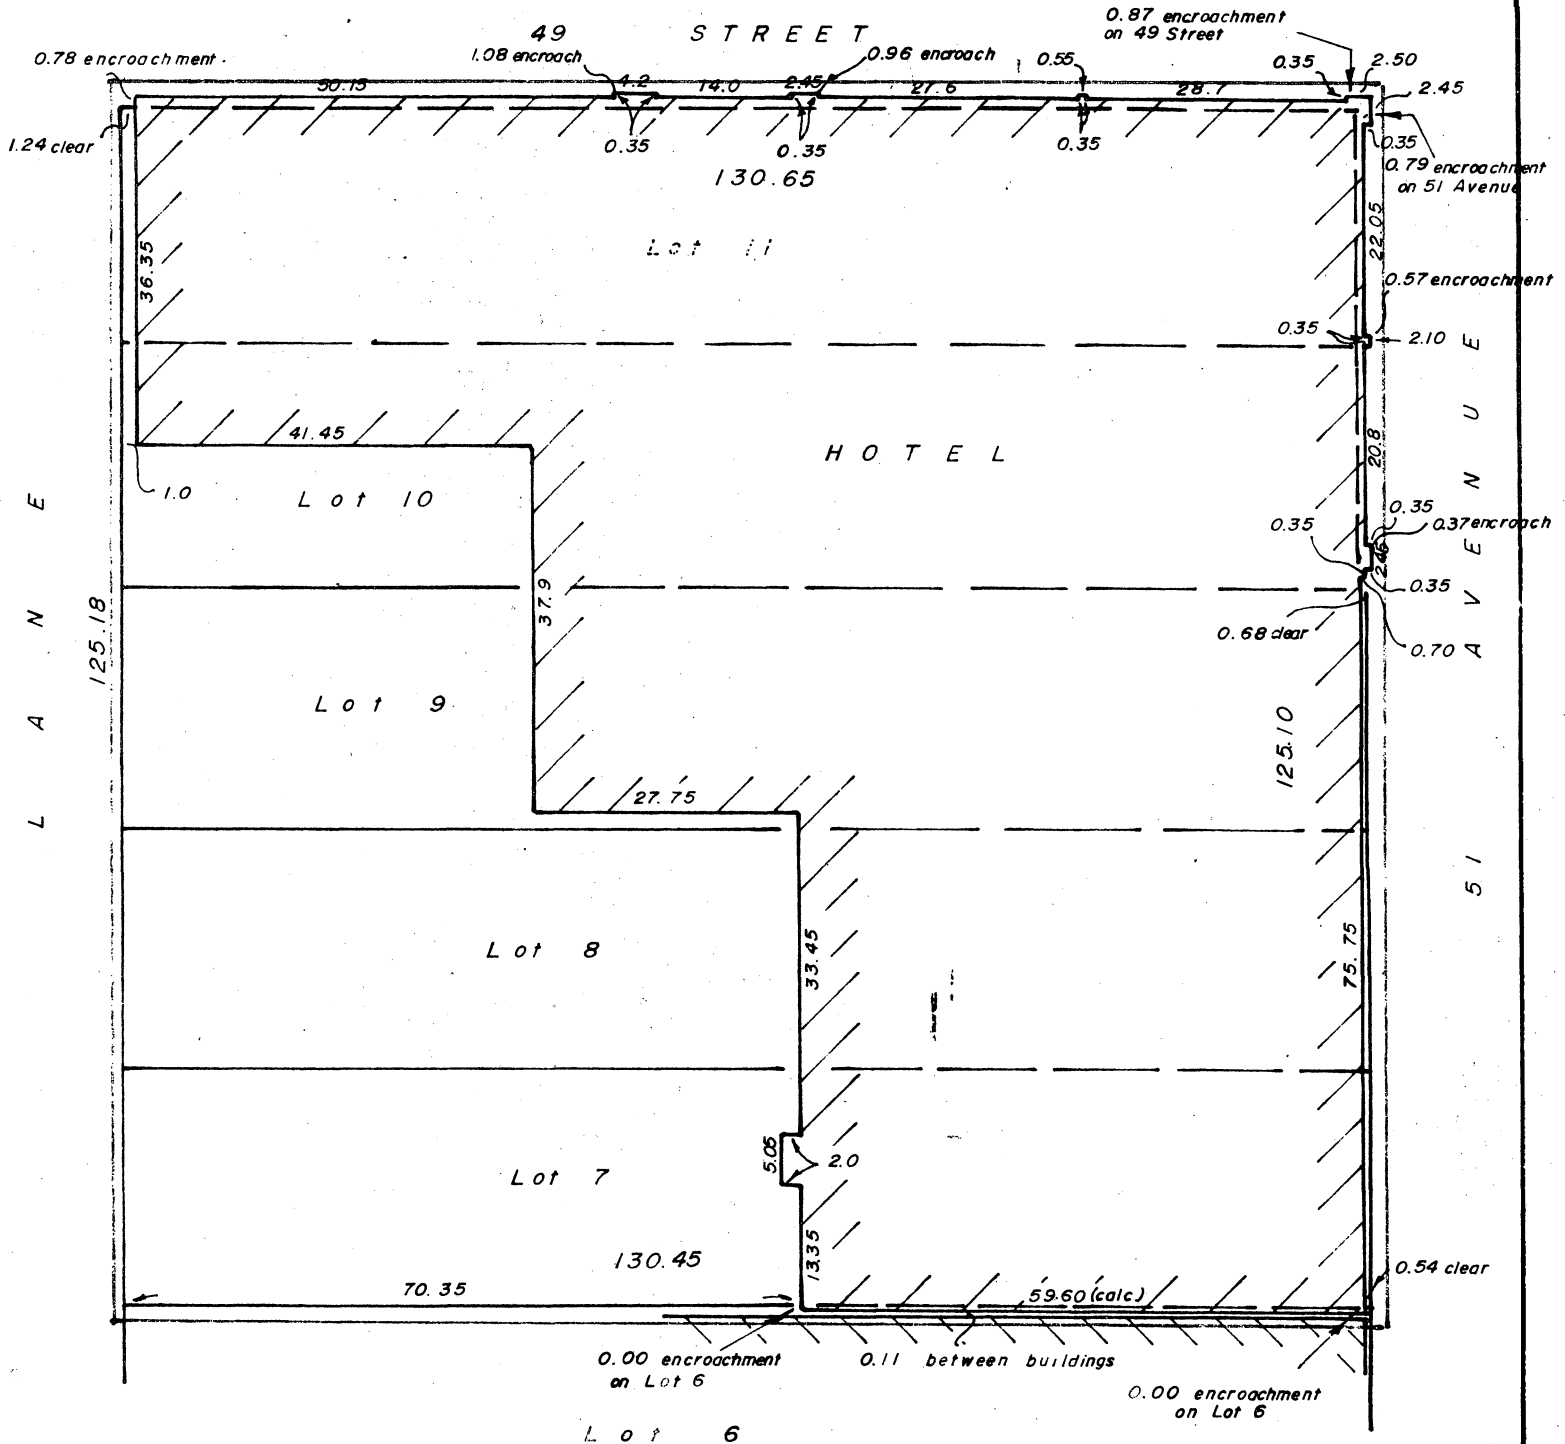 49 STREET
0.87 encroachment
on 49 Street
0.78 encroachment.
1.08 encroach
0.96 encroach
0.55
0.35
2.50
50.15
4.2
14.0
2.45
27.6
28.7
2.45
1.24 clear
0.35
0.35
0.35
0.35
0.79 encroachment
on 51 Avenue
130.65
22.05
Lot 11
36.35
0.57 encroachment
0.35
2.10
41.45
HOTEL
20.8
1.0
Lot 10
0.35
0.35
0.37 encroach
2.45
0.35
37.9
0.68 clear
0.70
LANE
125.18
51 AVENUE
Lot 9
125.10
27.75
Lot 8
33.45
75.75
5.05
2.0
Lot 7
13.35
130.45
0.54 clear
70.35
59.60 (calc.)
0.00 encroachment
on Lot 6
0.11 between buildings
0.00 encroachment
on Lot 6
Lot 6